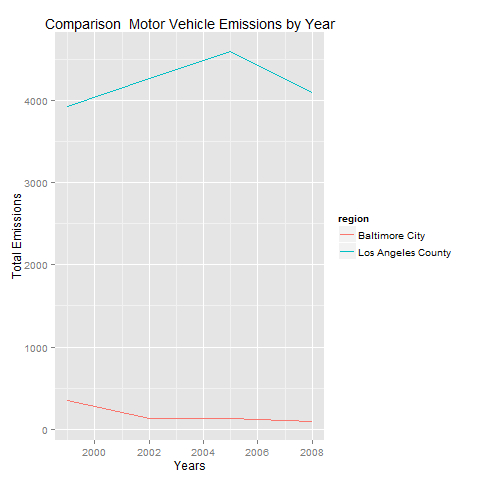 Comparison  Motor Vehicle Emissions by Year
Total Emissions
4000
3000
2000
1000
0
2000 2002 2004 2006 2008
Years
region
Baltimore City
Los Angeles County